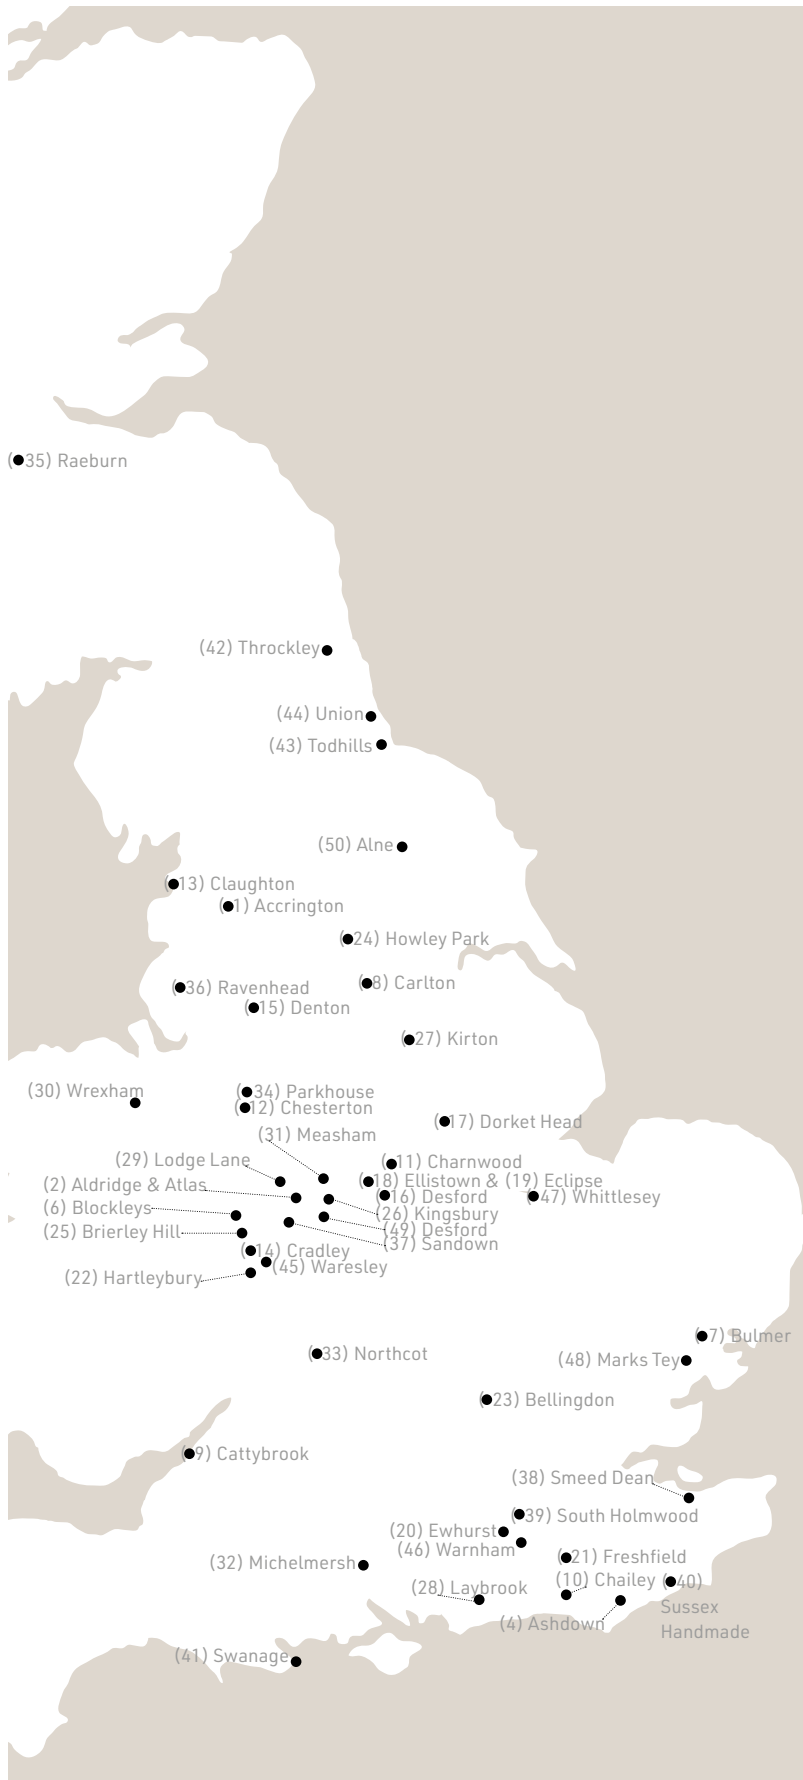 (35) Raeburn
(42) Throckley
(44) Union
(43) Todhills
(50) Alne
(13) Claughton
(1) Accrington
(24) Howley Park
(8) Carlton
(36) Ravenhead
(15) Denton
(27) Kirton
(30) Wrexham
(34) Parkhouse
(12) Chesterton
(17) Dorket Head
(31) Measham
(29) Lodge Lane
(11) Charnwood
(18) Ellistown & (19) Eclipse
(2) Aldridge & Atlas
(16) Desford
(47) Whittlesey
(6) Blockleys
(26) Kingsbury
(25) Brierley Hill
(49) Desford
(37) Sandown
(14) Cradley
(45) Waresley
(22) Hartleybury
(7) Bulmer
(33) Northcot
(48) Marks Tey
(23) Bellingdon
(9) Cattybrook
(38) Smeed Dean
(39) South Holmwood
(20) Ewhurst
(46) Warnham
(32) Michelmersh
(21) Freshfield
(10) Chailey
(40)
Sussex
Handmade
(28) Laybrook
(4) Ashdown
(41) Swanage